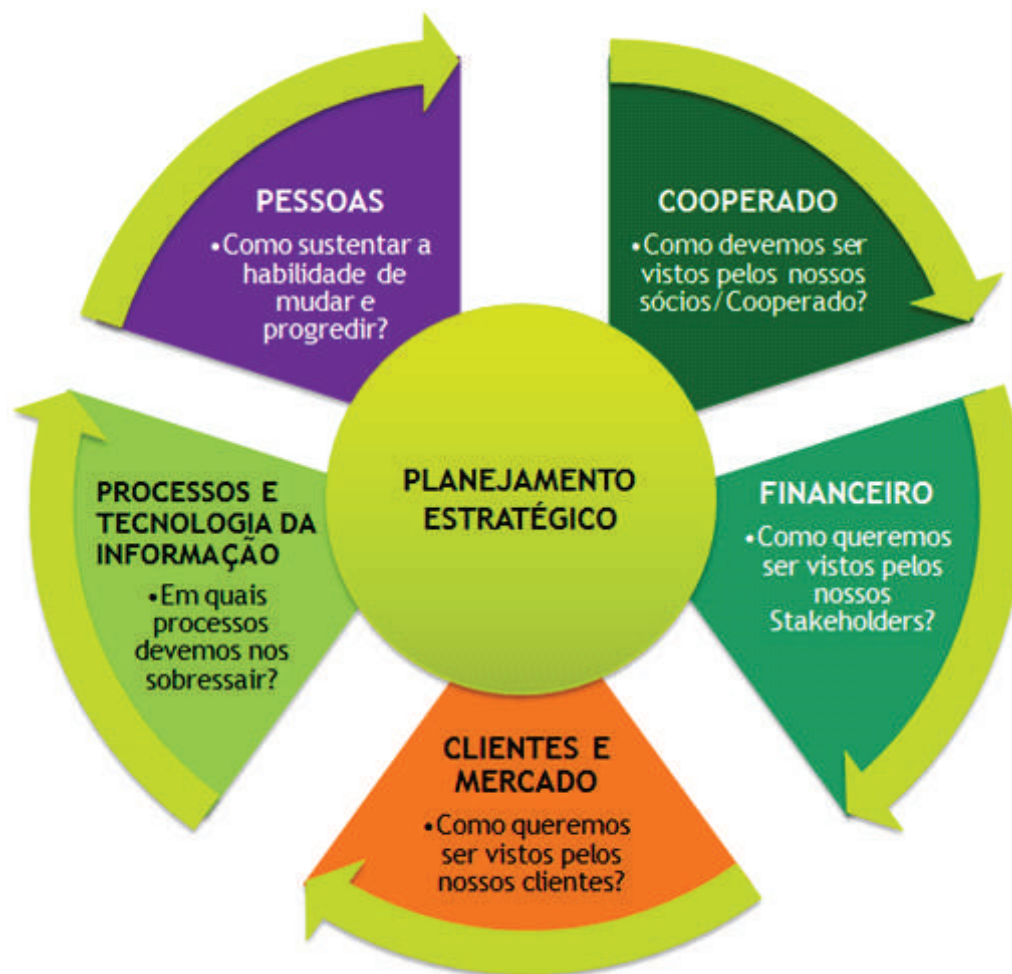 PESSOAS
•Como sustentar a
habilidade de
mudar e
progredir?
COOPERADO
•Como devemos ser
vistos pelos nossos
sócios/Cooperado?
PLANEJAMENTO
ESTRATÉGICO
PROCESSOS E
TECNOLOGIA DA
INFORMAÇÃO
•Em quais
processos
devemos nos
sobressair?
FINANCEIRO
•Como queremos
ser vistos pelos
nossos
Stakeholders?
CLIENTES E
MERCADO
•Como queremos
ser vistos pelos
nossos clientes?